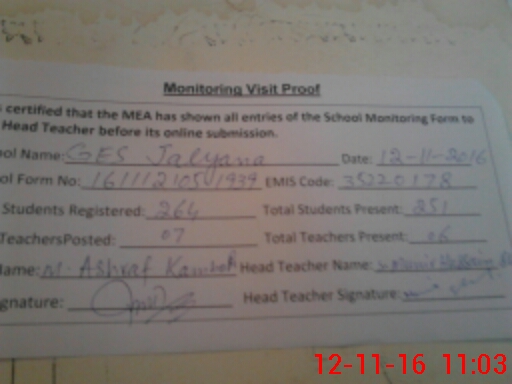 Monitoring Visit Proof
certified that the MEA has shown all entries of the School Monitoring Form to
Head Teacher before its online submission.
ool Name: GES Jalyana Date: 12-11-2016
ol Form No: EMIS Code: 35220178
Students Registered: 264 Total Students Present: 251
TeachersPosted: 07 Total Teachers Present: 06
Name: M. Ashraf Kamboh Head Teacher Name:
gnature: Head Teacher Signature:
12-11-16 11:03